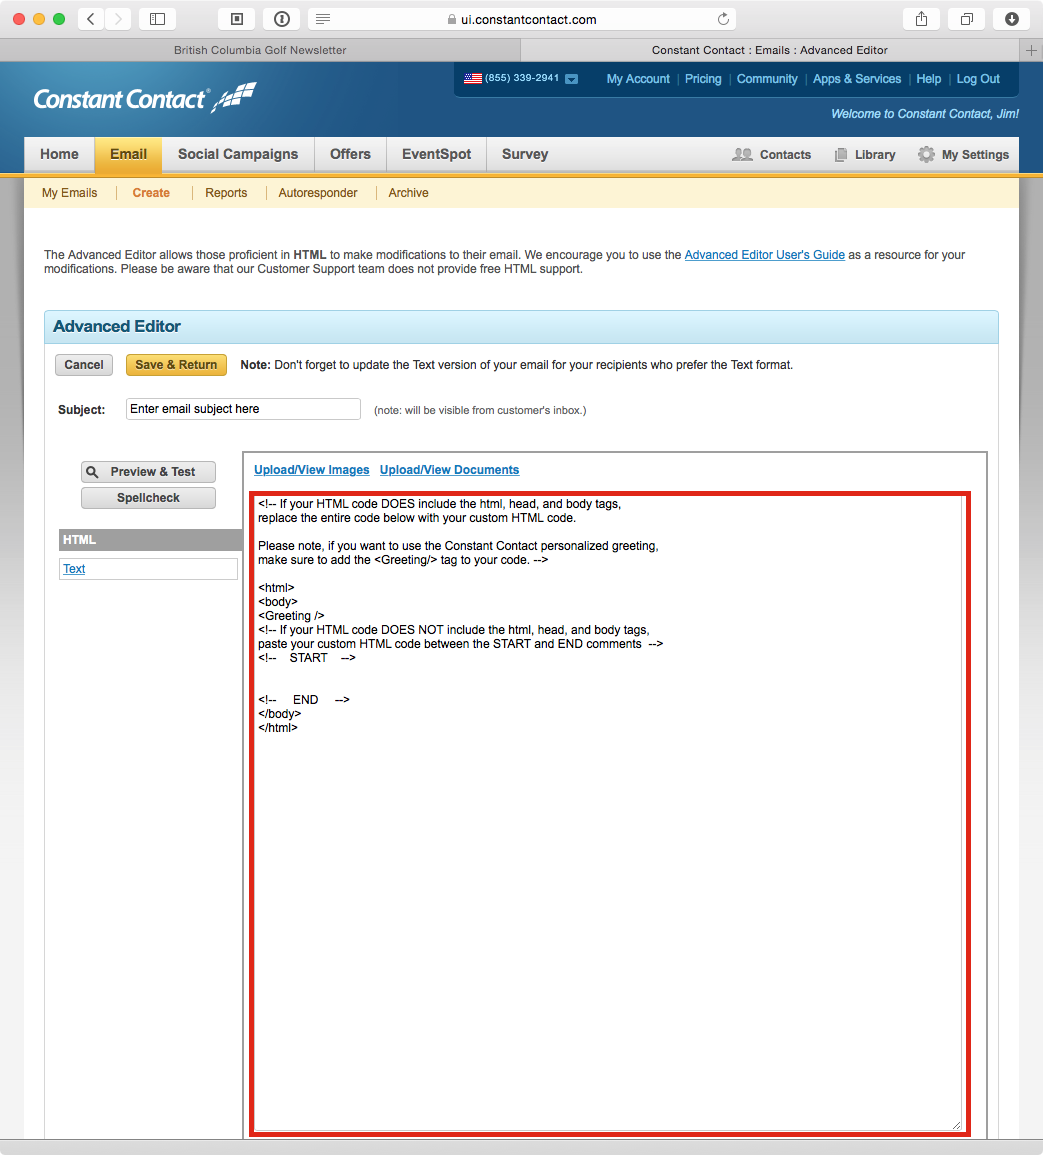 ui.constantcontact.com
British Columbia Golf Newsletter
Constant Contact : Emails : Advanced Editor
Constant Contact®
(855) 339-2941
My Account | Pricing | Community | Apps & Services | Help | Log Out
Welcome to Constant Contact, Jim!
Home Email Social Campaigns Offers EventSpot Survey Contacts Library My Settings
My Emails Create Reports Autoresponder Archive
The Advanced Editor allows those proficient in HTML to make modifications to their email. We encourage you to use the Advanced Editor User's Guide as a resource for your
modifications. Please be aware that our Customer Support team does not provide free HTML support.
Advanced Editor
Cancel Save & Return Note: Don't forget to update the Text version of your email for your recipients who prefer the Text format.
Subject: Enter email subject here (note: will be visible from customer's inbox.)
Preview & Test
Spellcheck
HTML
Text
Upload/View Images Upload/View Documents
<!-- If your HTML code DOES include the html, head, and body tags,
replace the entire code below with your custom HTML code.
Please note, if you want to use the Constant Contact personalized greeting,
make sure to add the <Greeting/> tag to your code. -->
<html>
<body>
<Greeting />
<!-- If your HTML code DOES NOT include the html, head, and body tags,
paste your custom HTML code between the START and END comments -->
<!-- START -->
<!-- END -->
</body>
</html>